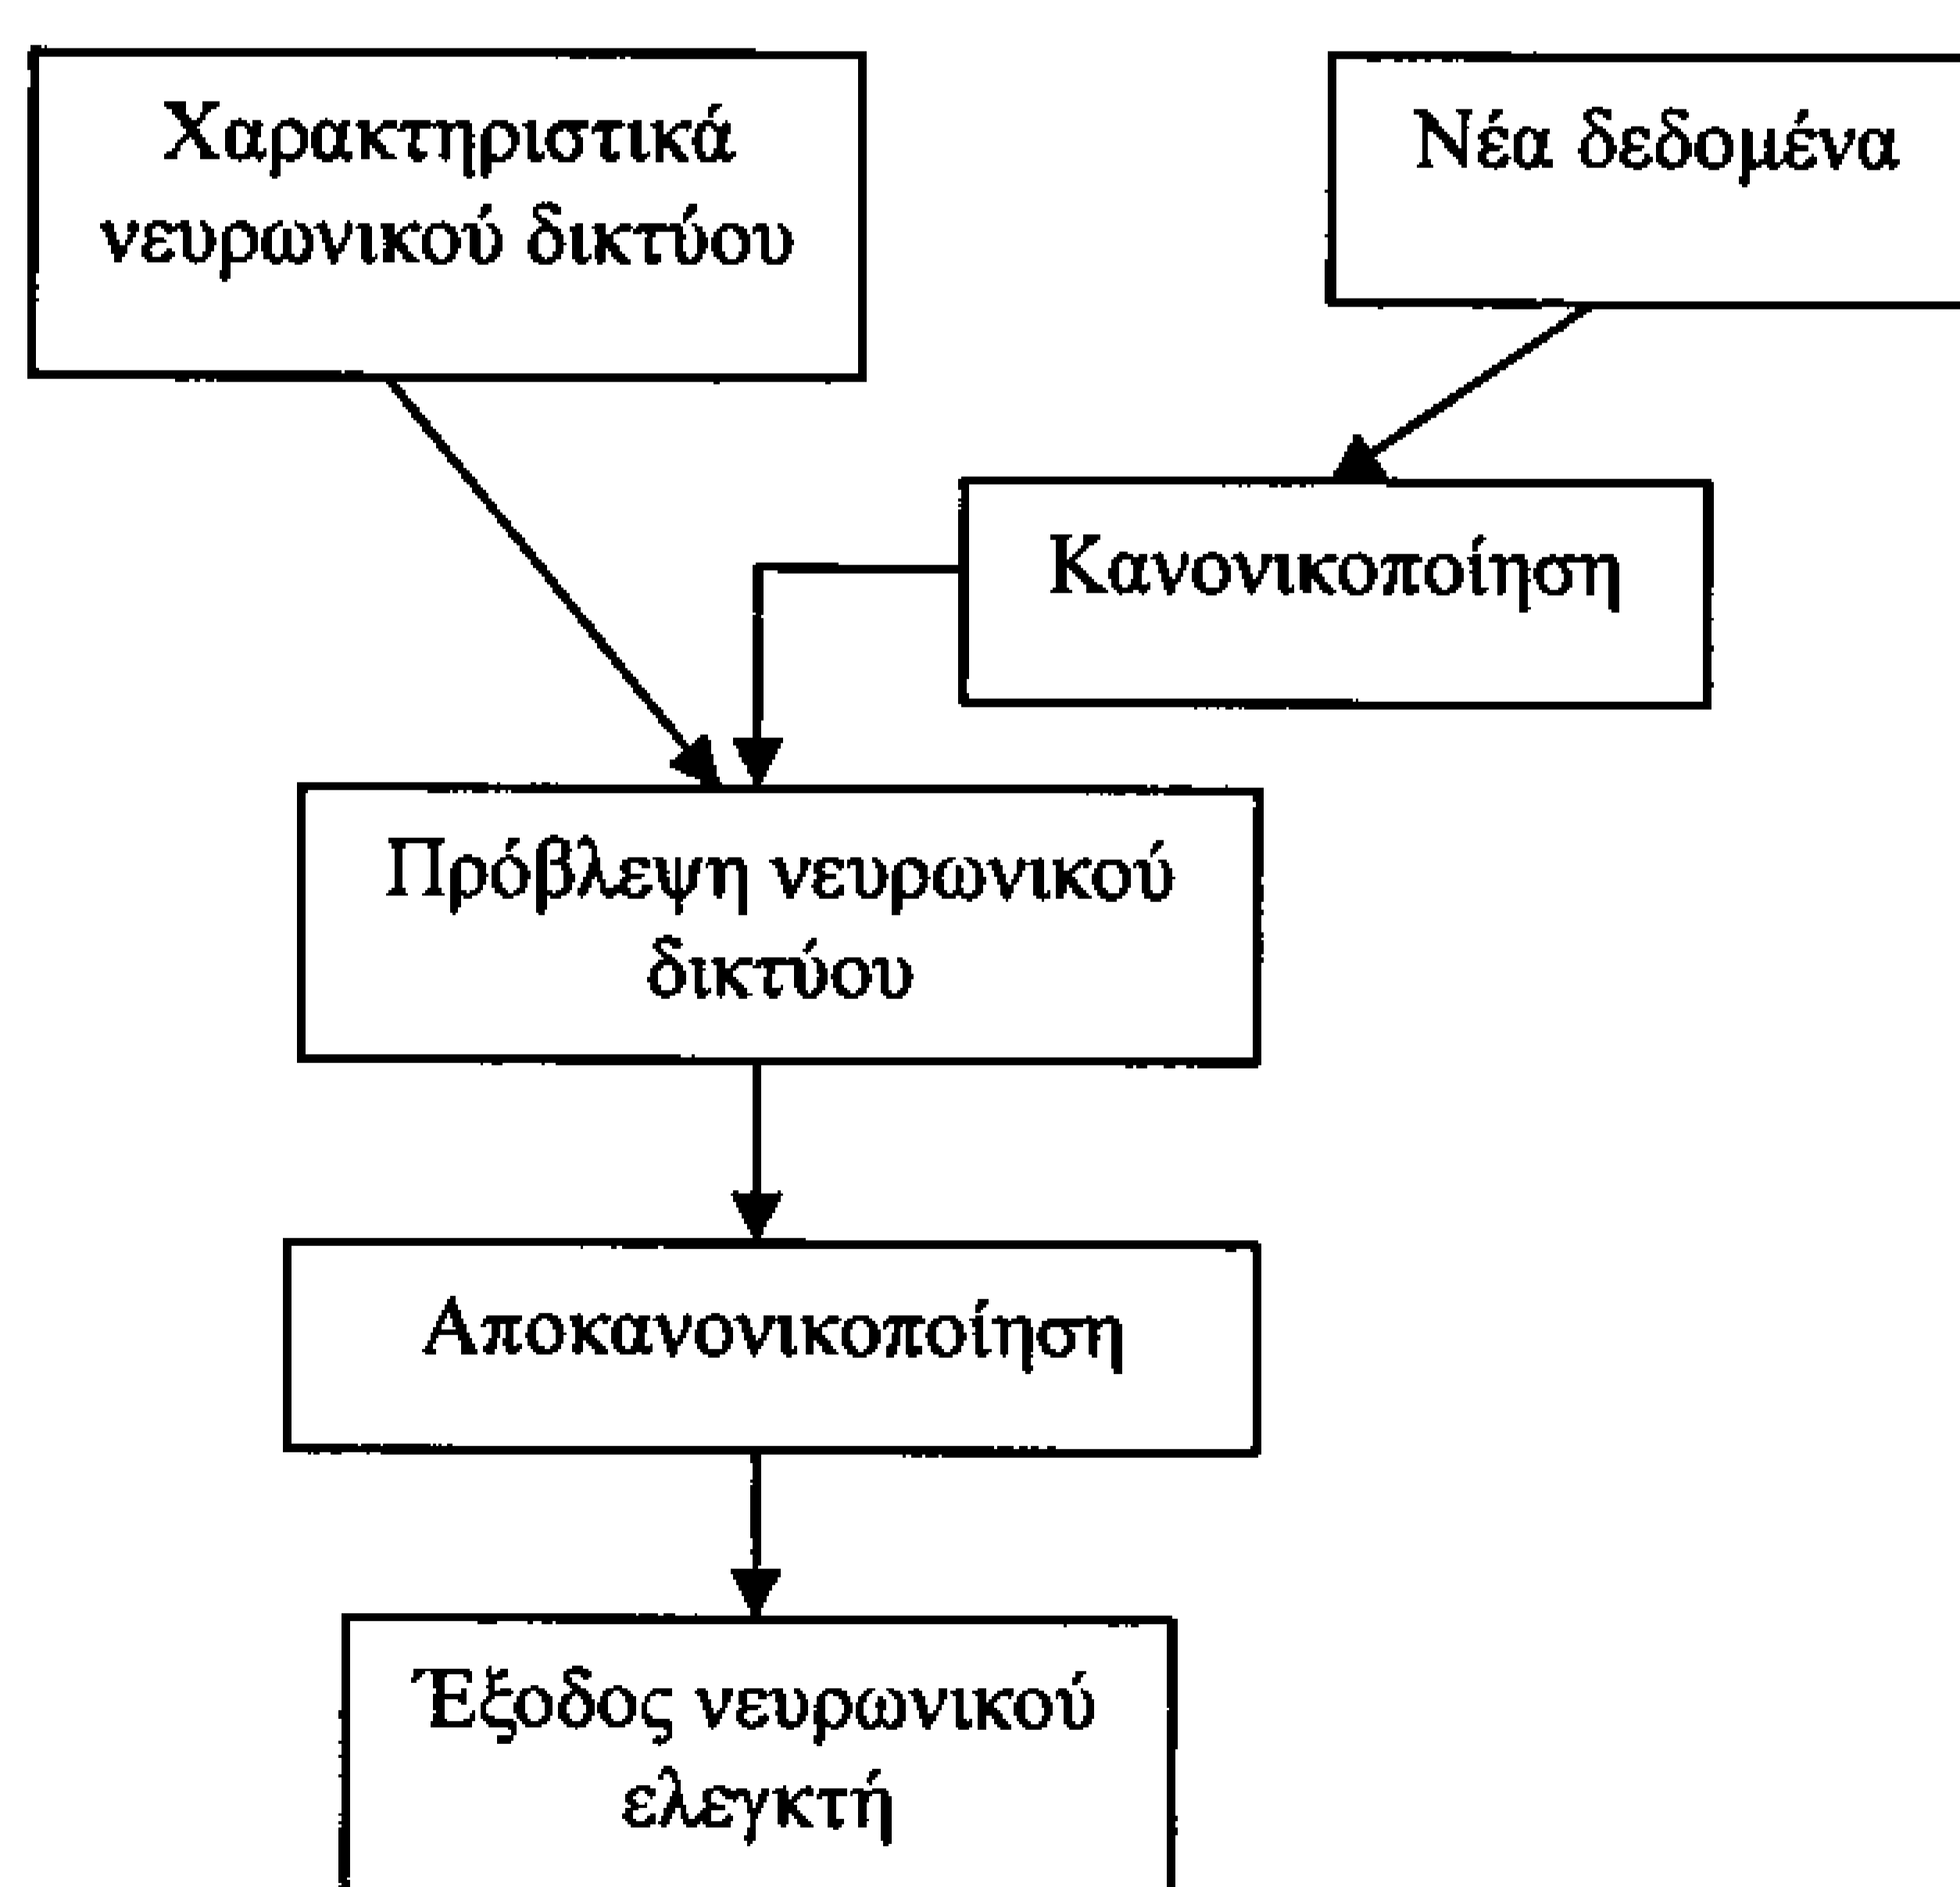 Χαρακτηριστικά
νευρωνικού δικτύου
Νέα δεδομένα
Κανονικοποίηση
Πρόβλεψη νευρωνικού
δικτύου
Αποκανονικοποίηση
Έξοδος νευρωνικού
ελεγκτή